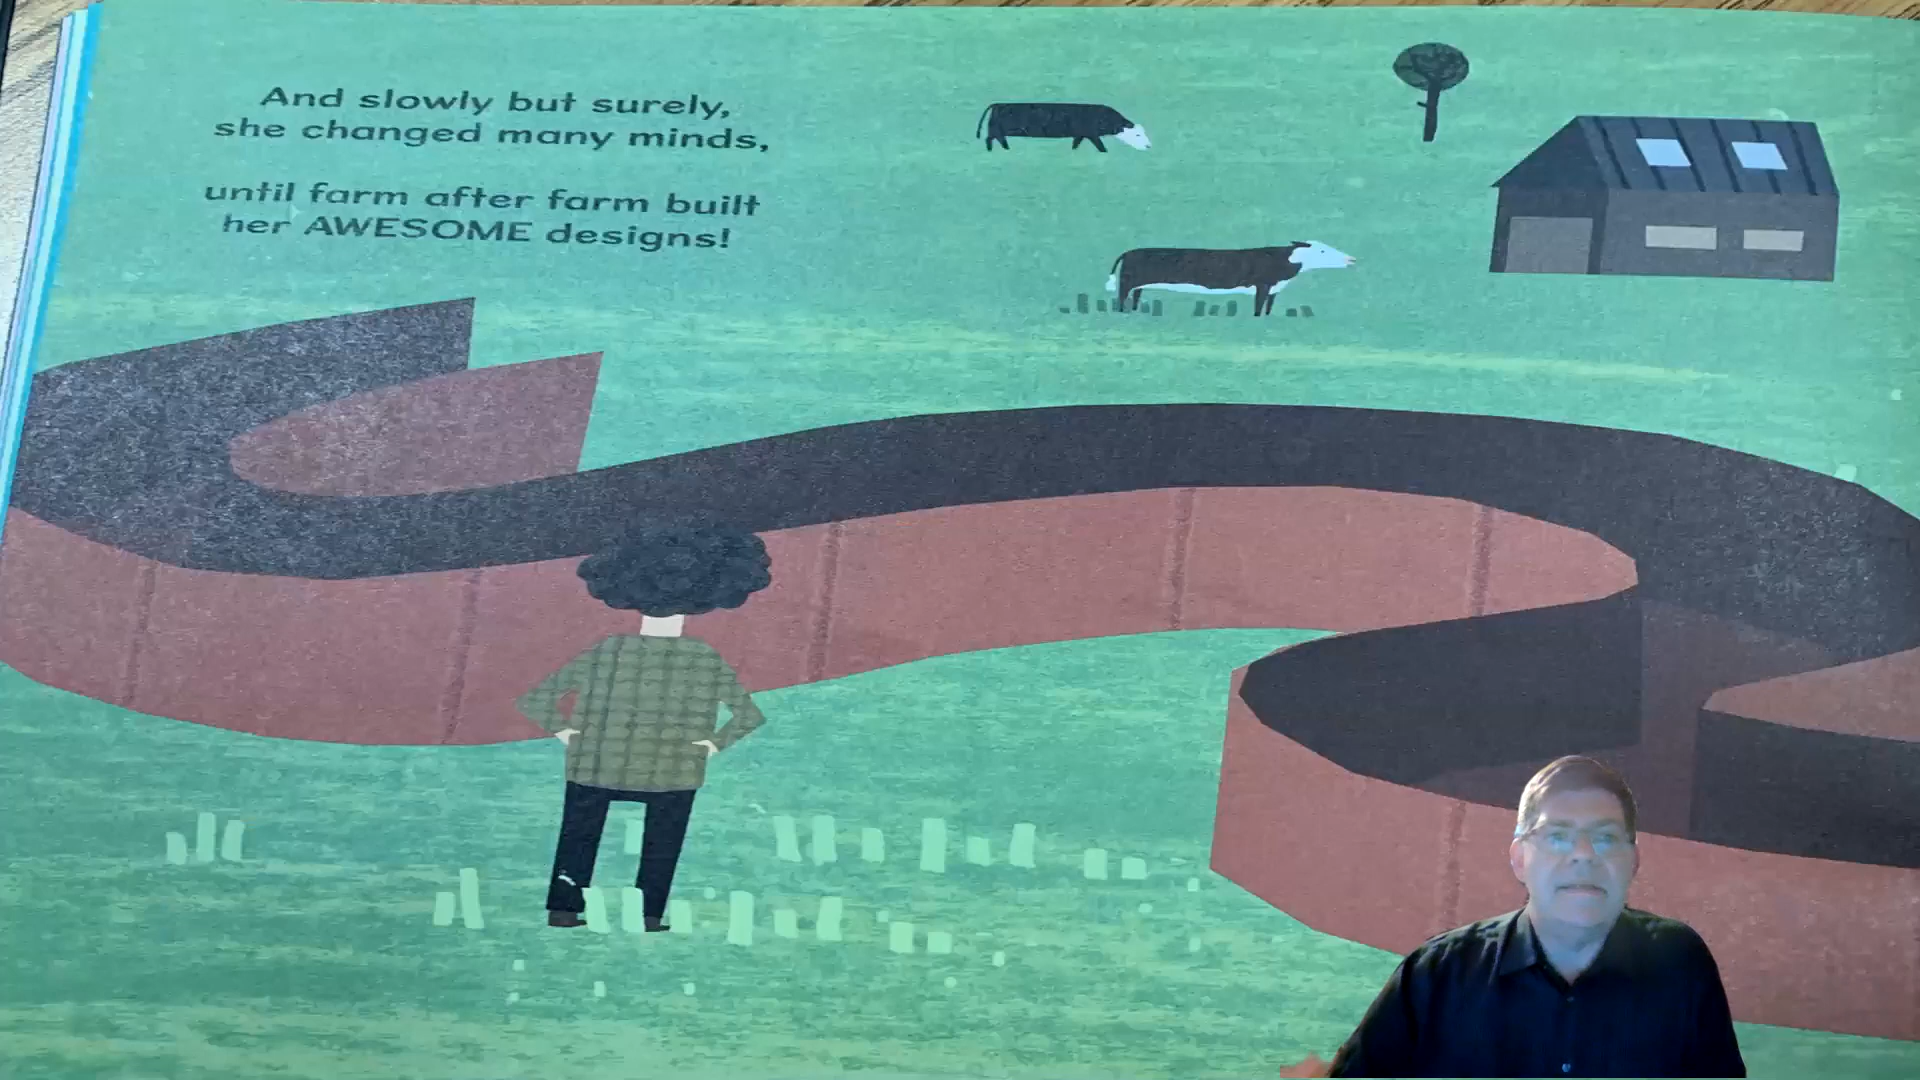 And slowly but surely,
she changed many minds,
until farm after farm built
her AWESOME designs!